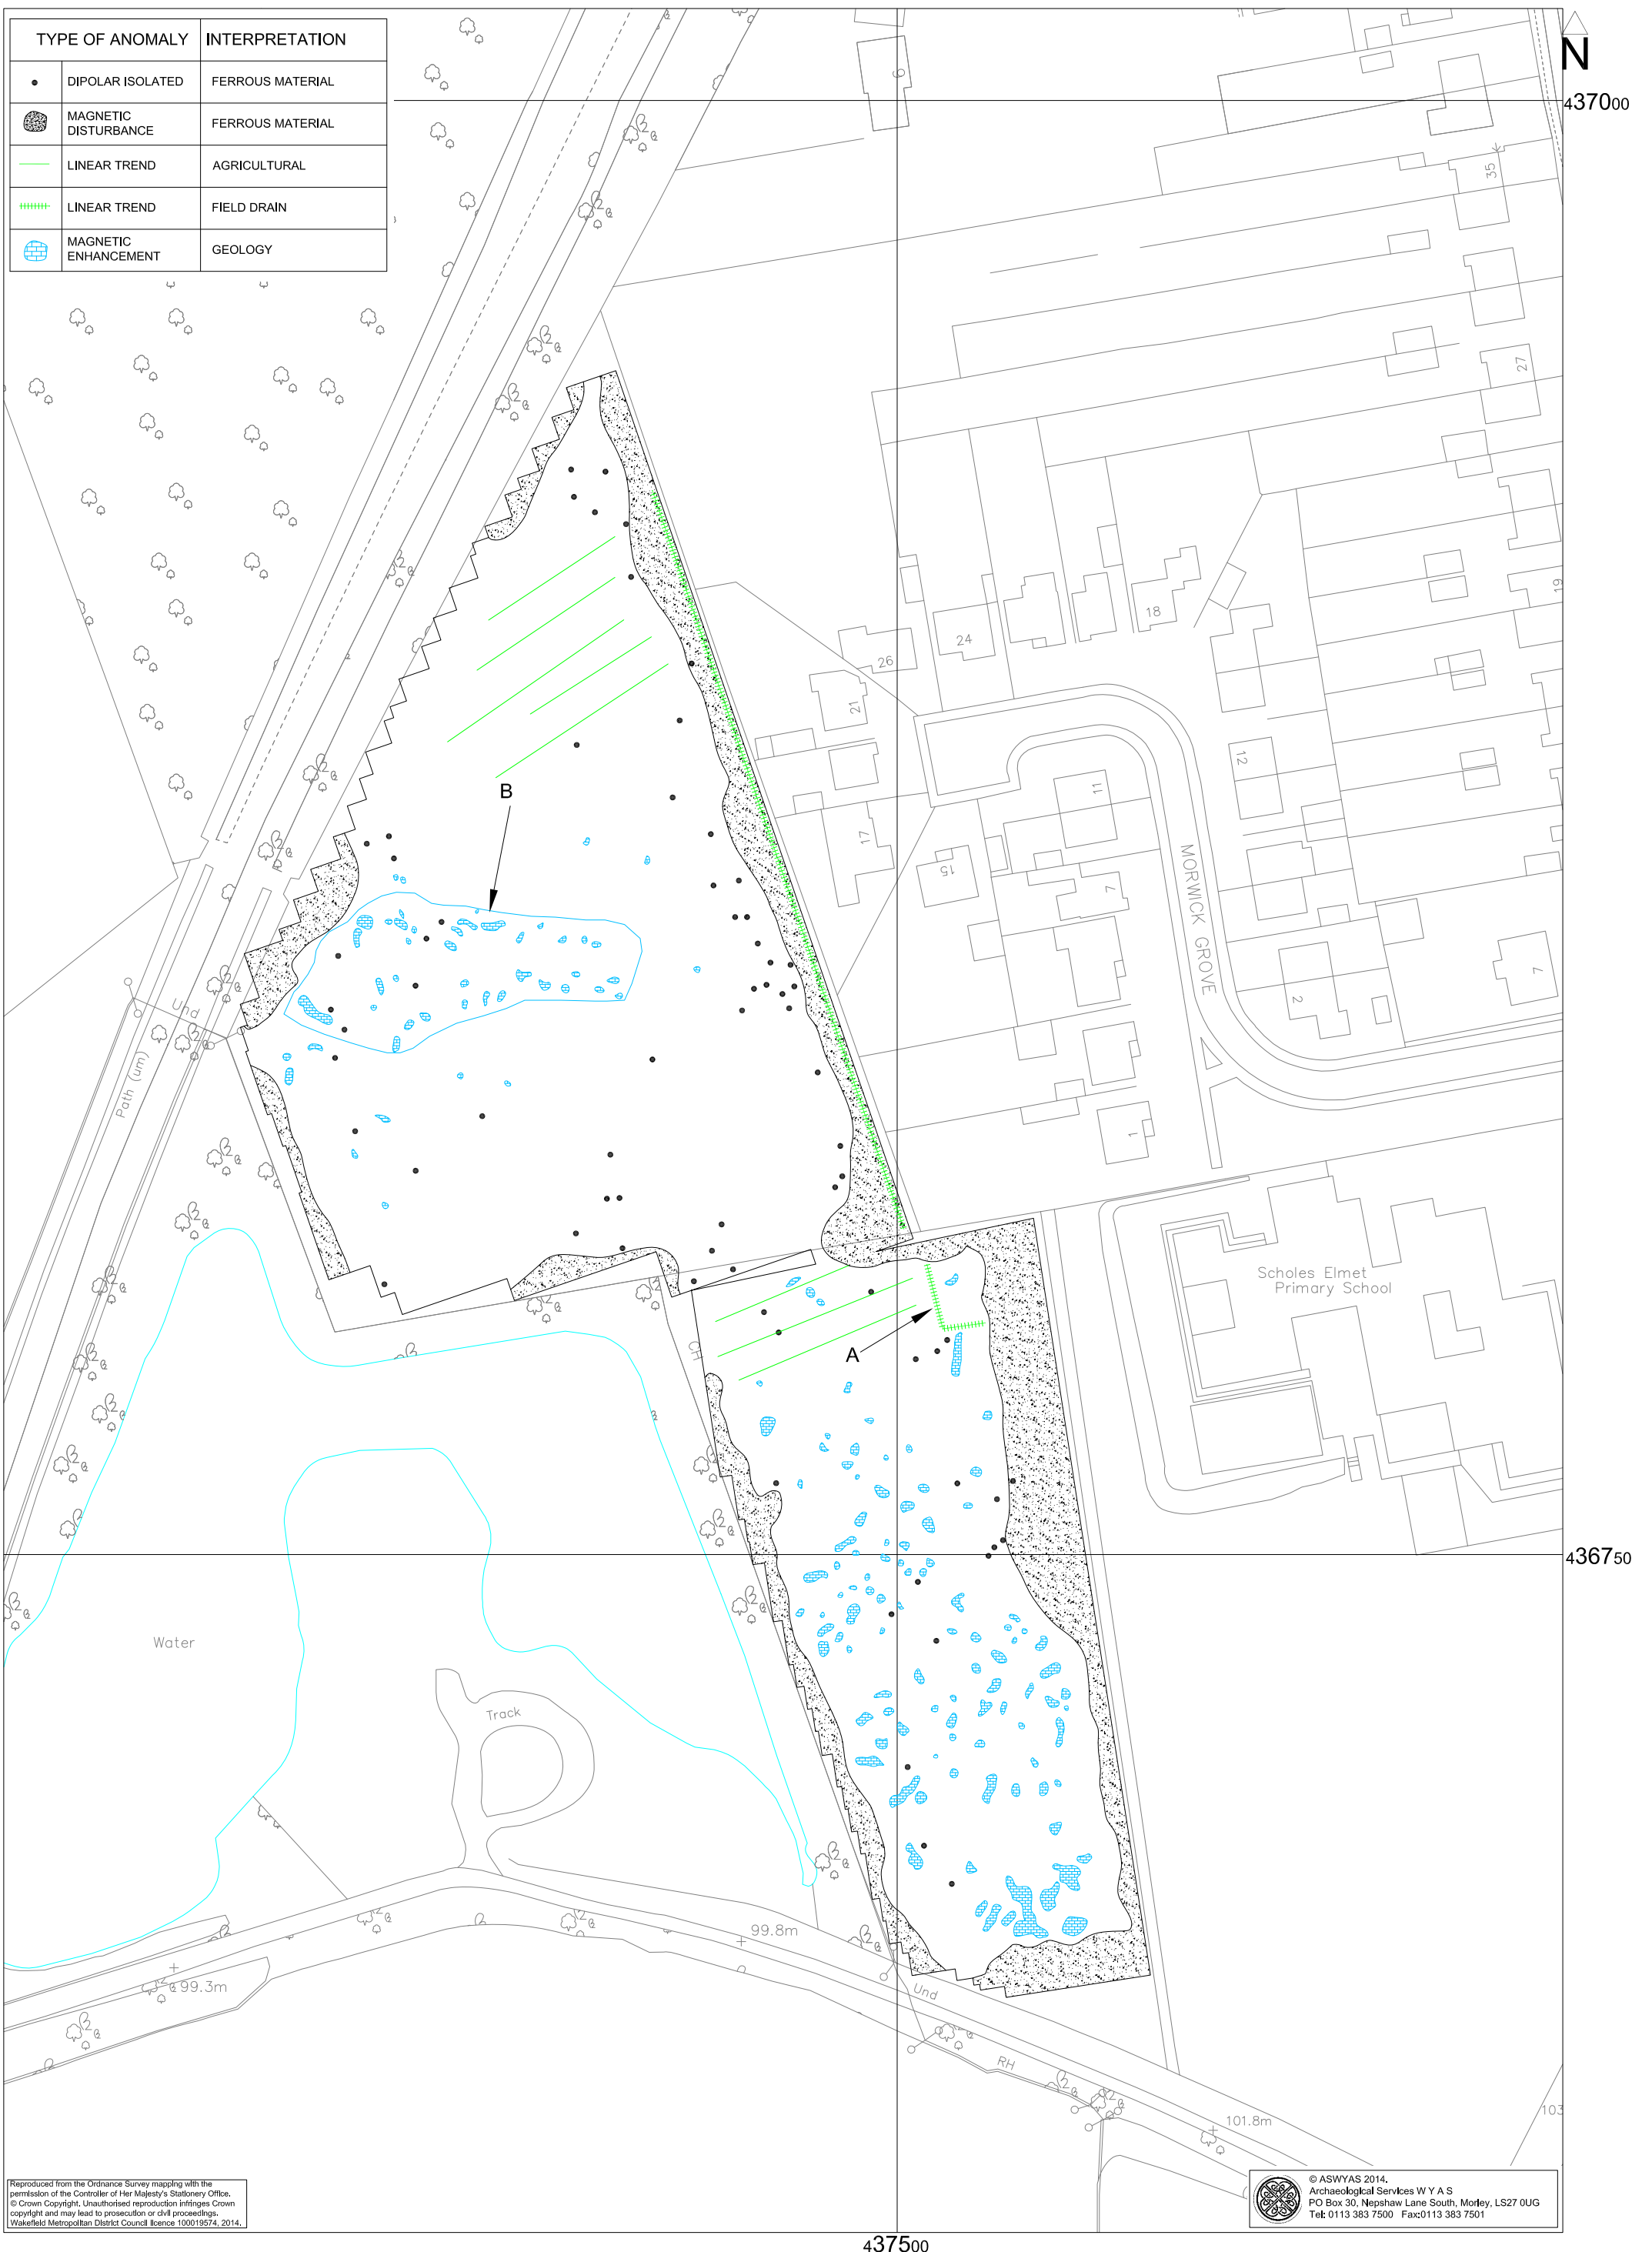 TYPE OF ANOMALY INTERPRETATION
DIPOLAR ISOLATED FERROUS MATERIAL
MAGNETIC
DISTURBANCE
FERROUS MATERIAL
LINEAR TREND AGRICULTURAL
LINEAR TREND FIELD DRAIN
MAGNETIC
ENHANCEMENT
GEOLOGY
N
437000
9
35
27
19
18
24
26
21
12
11
17
15
7
7
2
1
MORWICK GROVE
B
Und
Path (um)
Scholes Elmet
Primary School
CH
A
436750
Water
Track
99.8m
99.3m
Und
RH
101.8m
103
Reproduced from the Ordnance Survey mapping with the
permission of the Controller of Her Majesty's Stationery Office.
© Crown Copyright. Unauthorised reproduction infringes Crown
copyright and may lead to prosecution or civil proceedings.
Wakefield Metropolitan District Council licence 100019574, 2014.
© ASWYAS 2014.
Archaeological Services W Y A S
PO Box 30, Nepshaw Lane South, Morley, LS27 0UG
Tel: 0113 383 7500 Fax:0113 383 7501
437500